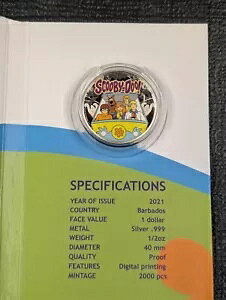 SCOOBY-DOO!
SPECIFICATIONS
YEAR OF ISSUE 2021
COUNTRY Barbados
FACE VALUE 1 dollar
METAL Silver .999
WEIGHT 1/2oz
DIAMETER 40 mm
QUALITY Proof
FEATURES Digital printing
MINTAGE 2000 pcs